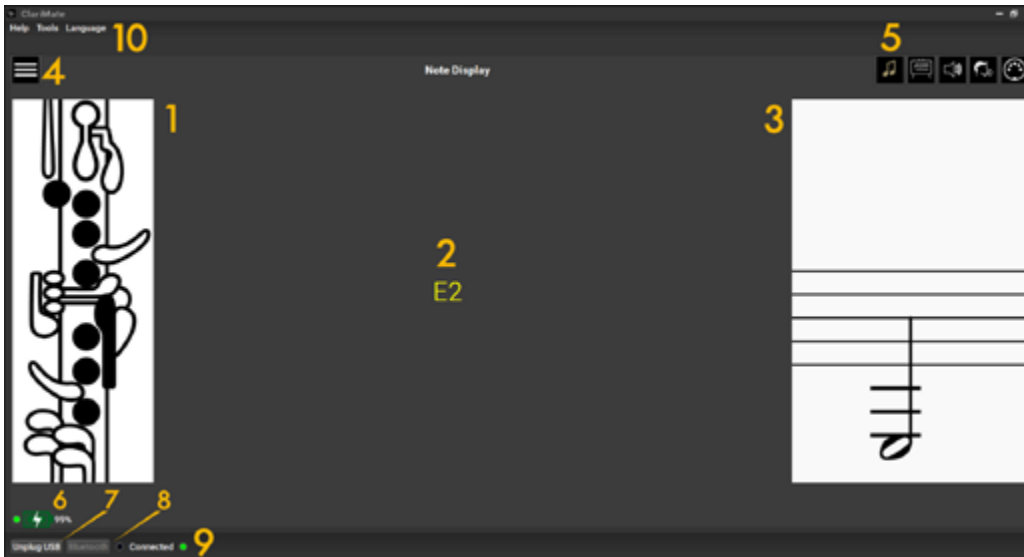 ClariMate
Help Tools Language
10
5
4
Note Display
1
3
2
E2
6
7
8
99%
Unplug USB Bluetooth Connected
9